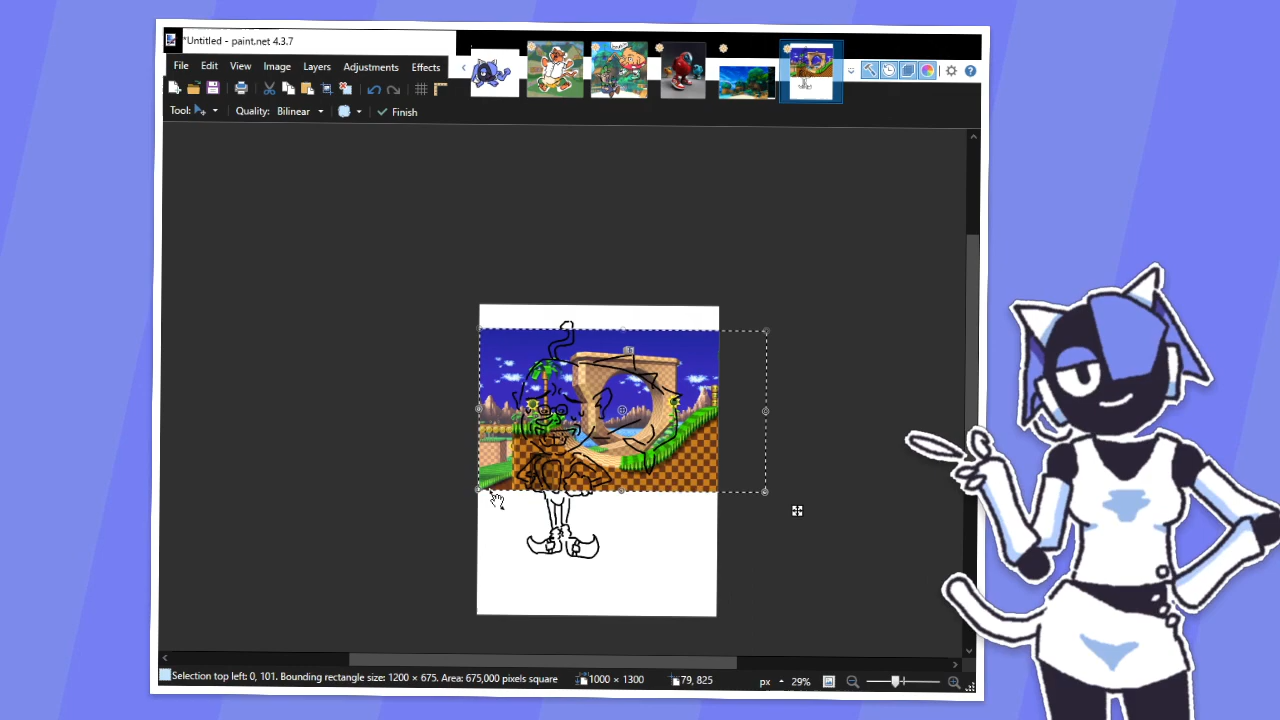 *Untitled - paint.net 4.3.7
File Edit View Image Layers Adjustments Effects
Tool: Quality: Bilinear Finish
Selection top left: 0, 101. Bounding rectangle size: 1200 × 675. Area: 675,000 pixels square 1000 × 1300 79, 825 px 29%